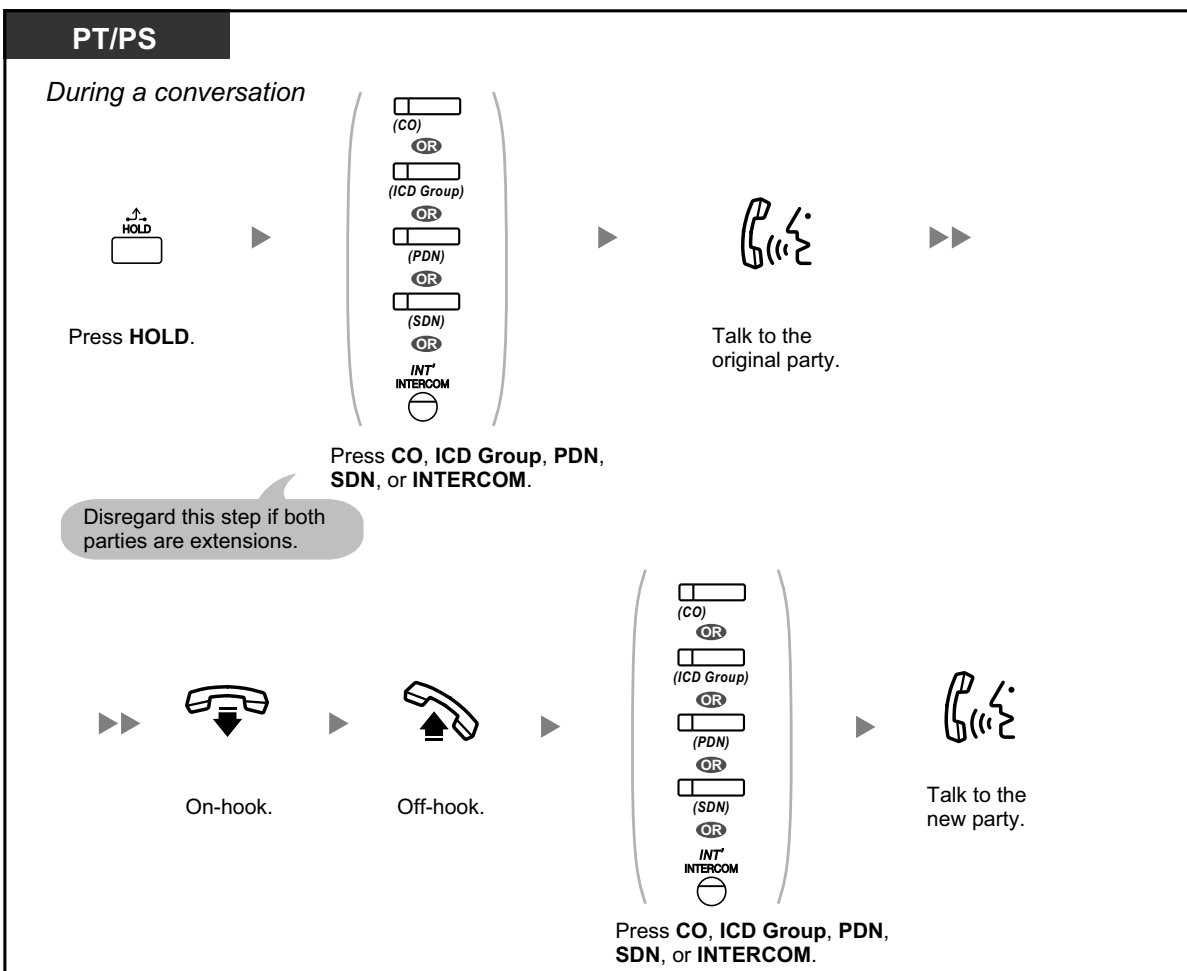 PT/PS
During a conversation
(CO)
OR
(ICD Group)
OR
(PDN)
OR
(SDN)
OR
INT'
INTERCOM
HOLD
Press HOLD.
Press CO, ICD Group, PDN,
SDN, or INTERCOM.
Talk to the
original party.
Disregard this step if both
parties are extensions.
On-hook.
Off-hook.
(CO)
OR
(ICD Group)
OR
(PDN)
OR
(SDN)
OR
INT'
INTERCOM
Press CO, ICD Group, PDN,
SDN, or INTERCOM.
Talk to the
new party.